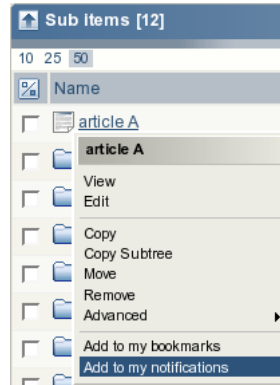 Sub items [12]
10 25 50
Name
article A
article A
View
Edit
Copy
Copy Subtree
Move
Remove
Advanced
Add to my bookmarks
Add to my notifications